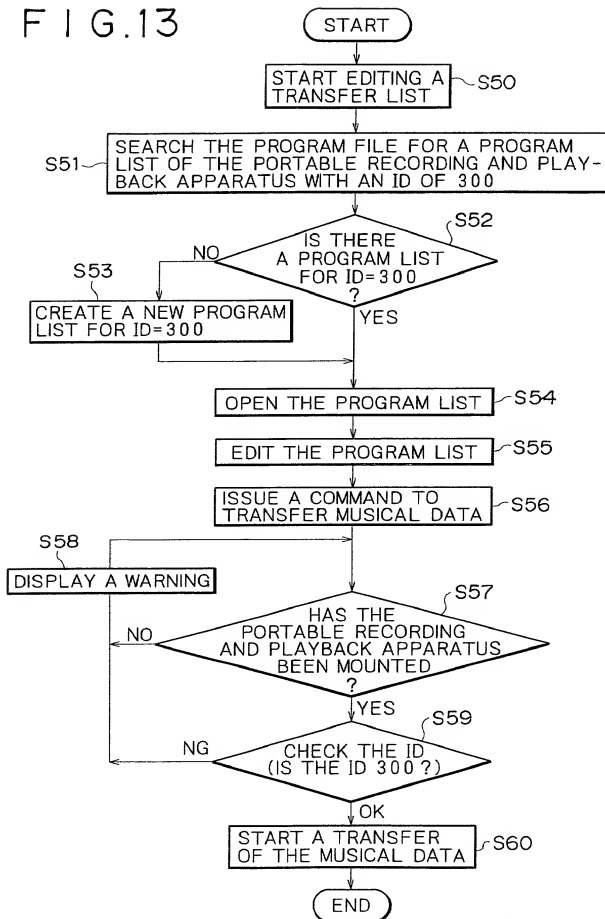 FIG.13
START
START EDITING A
TRANSFER LIST
S50
SEARCH THE PROGRAM FILE FOR A PROGRAM
LIST OF THE PORTABLE RECORDING AND PLAY-
BACK APPARATUS WITH AN ID OF 300
S51
S52
IS THERE
A PROGRAM LIST
FOR ID=300
?
NO
YES
S53
CREATE A NEW PROGRAM
LIST FOR ID=300
OPEN THE PROGRAM LIST
S54
EDIT THE PROGRAM LIST
S55
ISSUE A COMMAND TO
TRANSFER MUSICAL DATA
S56
S58
DISPLAY A WARNING
S57
HAS THE
PORTABLE RECORDING
AND PLAYBACK APPARATUS
BEEN MOUNTED
?
NO
YES
S59
CHECK THE ID
(IS THE ID 300?)
NG
OK
START A TRANSFER
OF THE MUSICAL DATA
S60
END